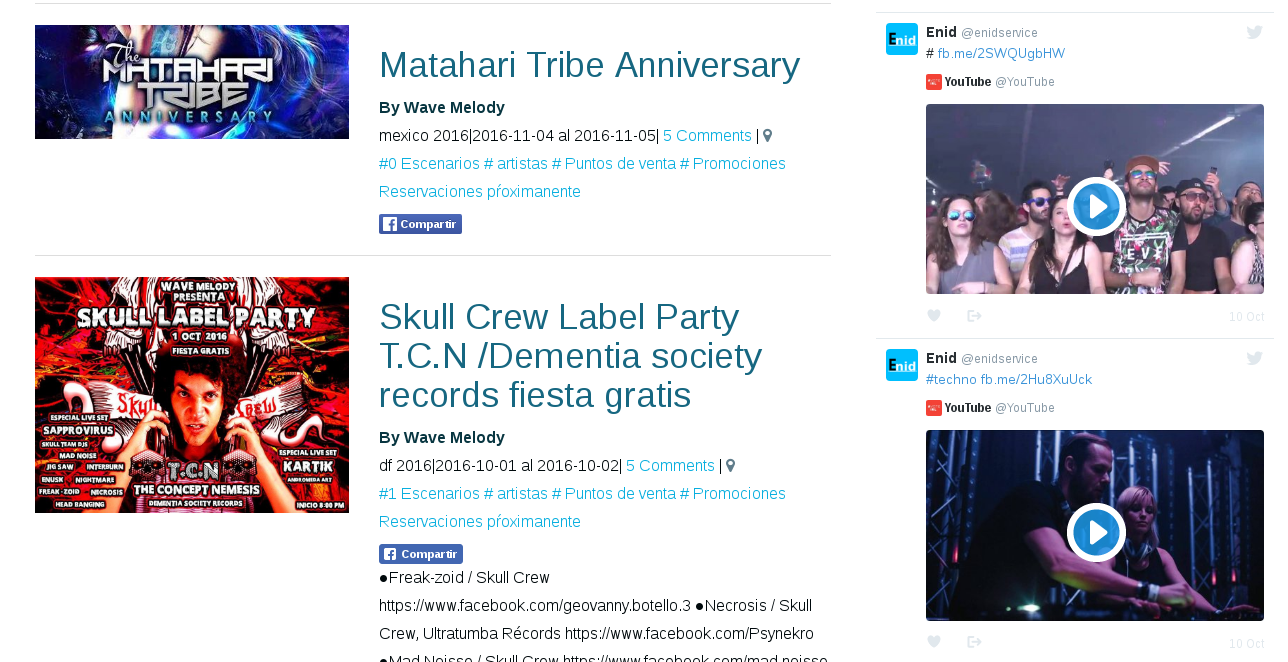 The
MATAHARI
TRIBE
ANNIVERSARY
Matahari Tribe Anniversary
By Wave Melody
mexico 2016|2016-11-04 al 2016-11-05| 5 Comments |
#0 Escenarios # artistas # Puntos de venta # Promociones
Reservaciones pŕoximanente
Compartir
WAVE MELODY
PRESENTA
SKULL LABEL PARTY
1 OCT 2016
FIESTA GRATIS
SKULL CREW
ESPECIAL LIVE SET
SAPPROVIRUS
SKULL TEAM DJS
MAD NOISE
JIG SAW INTERBURN
ENUSK NIGHTMARE
FREAK-ZOID NECROSIS
HEAD BANGING
T.C.N
THE CONCEPT NEMESIS
DEMENTIA SOCIETY RECORDS
ESPECIAL LIVE SET
KARTIK
ANDROMEDA ART
INICIO 8:00 PM
Skull Crew Label Party
T.C.N /Dementia society
records fiesta gratis
By Wave Melody
df 2016|2016-10-01 al 2016-10-02| 5 Comments |
#1 Escenarios # artistas # Puntos de venta # Promociones
Reservaciones pŕoximanente
Compartir
●Freak-zoid / Skull Crew
https://www.facebook.com/geovanny.botello.3 ●Necrosis / Skull
Crew, Ultratumba Récords https://www.facebook.com/Psynekro
●Mad Noisse / Skull Crew https://www.facebook.com/mad.noisse
Enid
Enid @enidservice
# fb.me/2SWQUgbHW
YouTube @YouTube
10 Oct
Enid
Enid @enidservice
#techno fb.me/2Hu8XuUck
YouTube @YouTube
10 Oct